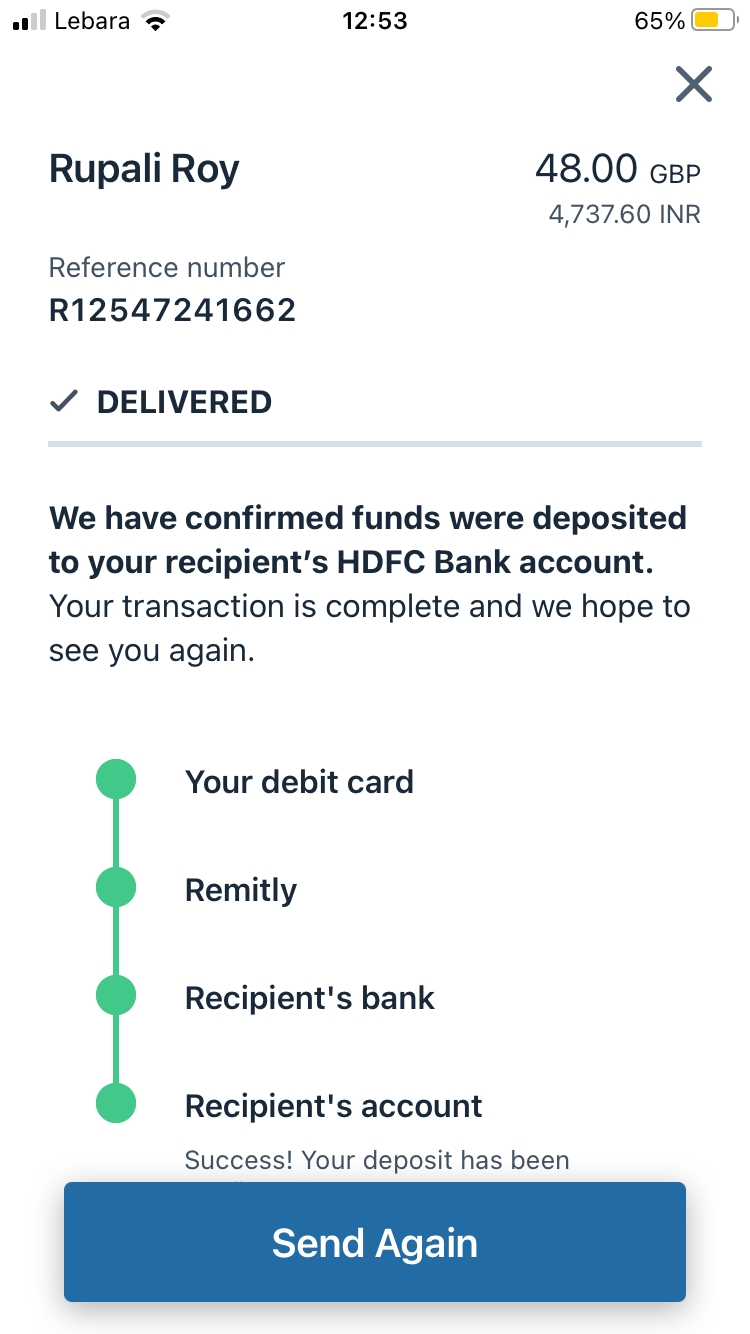 Lebara 12:53 65%
Rupali Roy 48.00 GBP
4,737.60 INR
Reference number
R12547241662
DELIVERED
We have confirmed funds were deposited
to your recipient’s HDFC Bank account.
Your transaction is complete and we hope to
see you again.
Your debit card
Remitly
Recipient's bank
Recipient's account
Success! Your deposit has been
Send Again